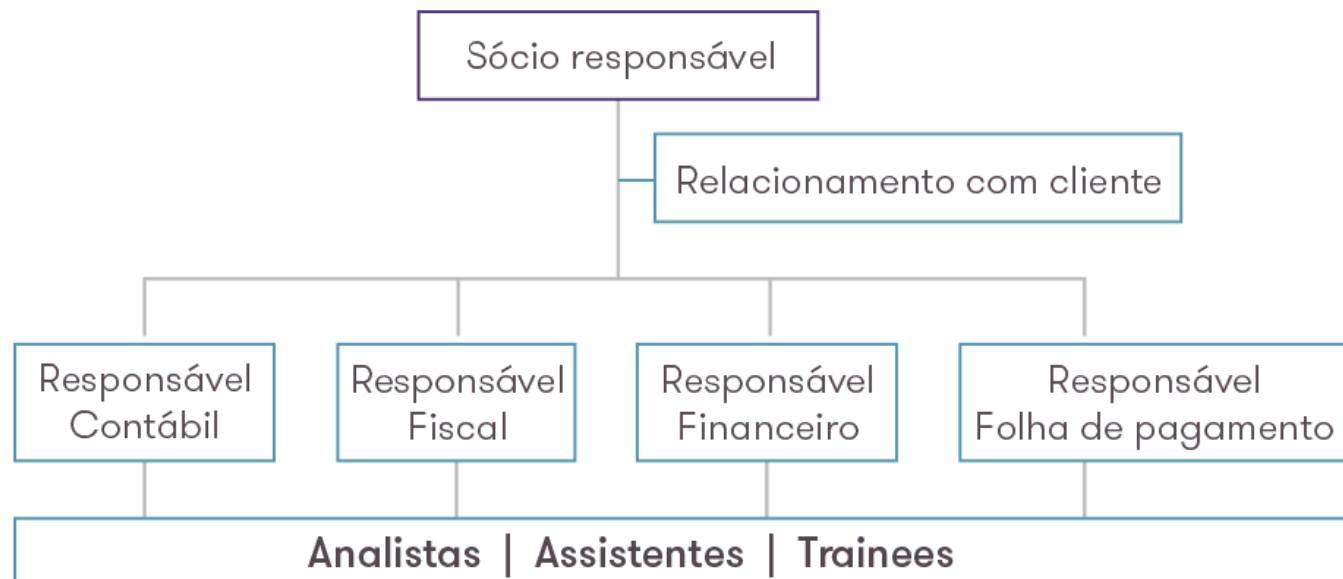 Sócio responsável
Relacionamento com cliente
Responsável
Contábil
Responsável
Fiscal
Responsável
Financeiro
Responsável
Folha de pagamento
Analistas | Assistentes | Trainees